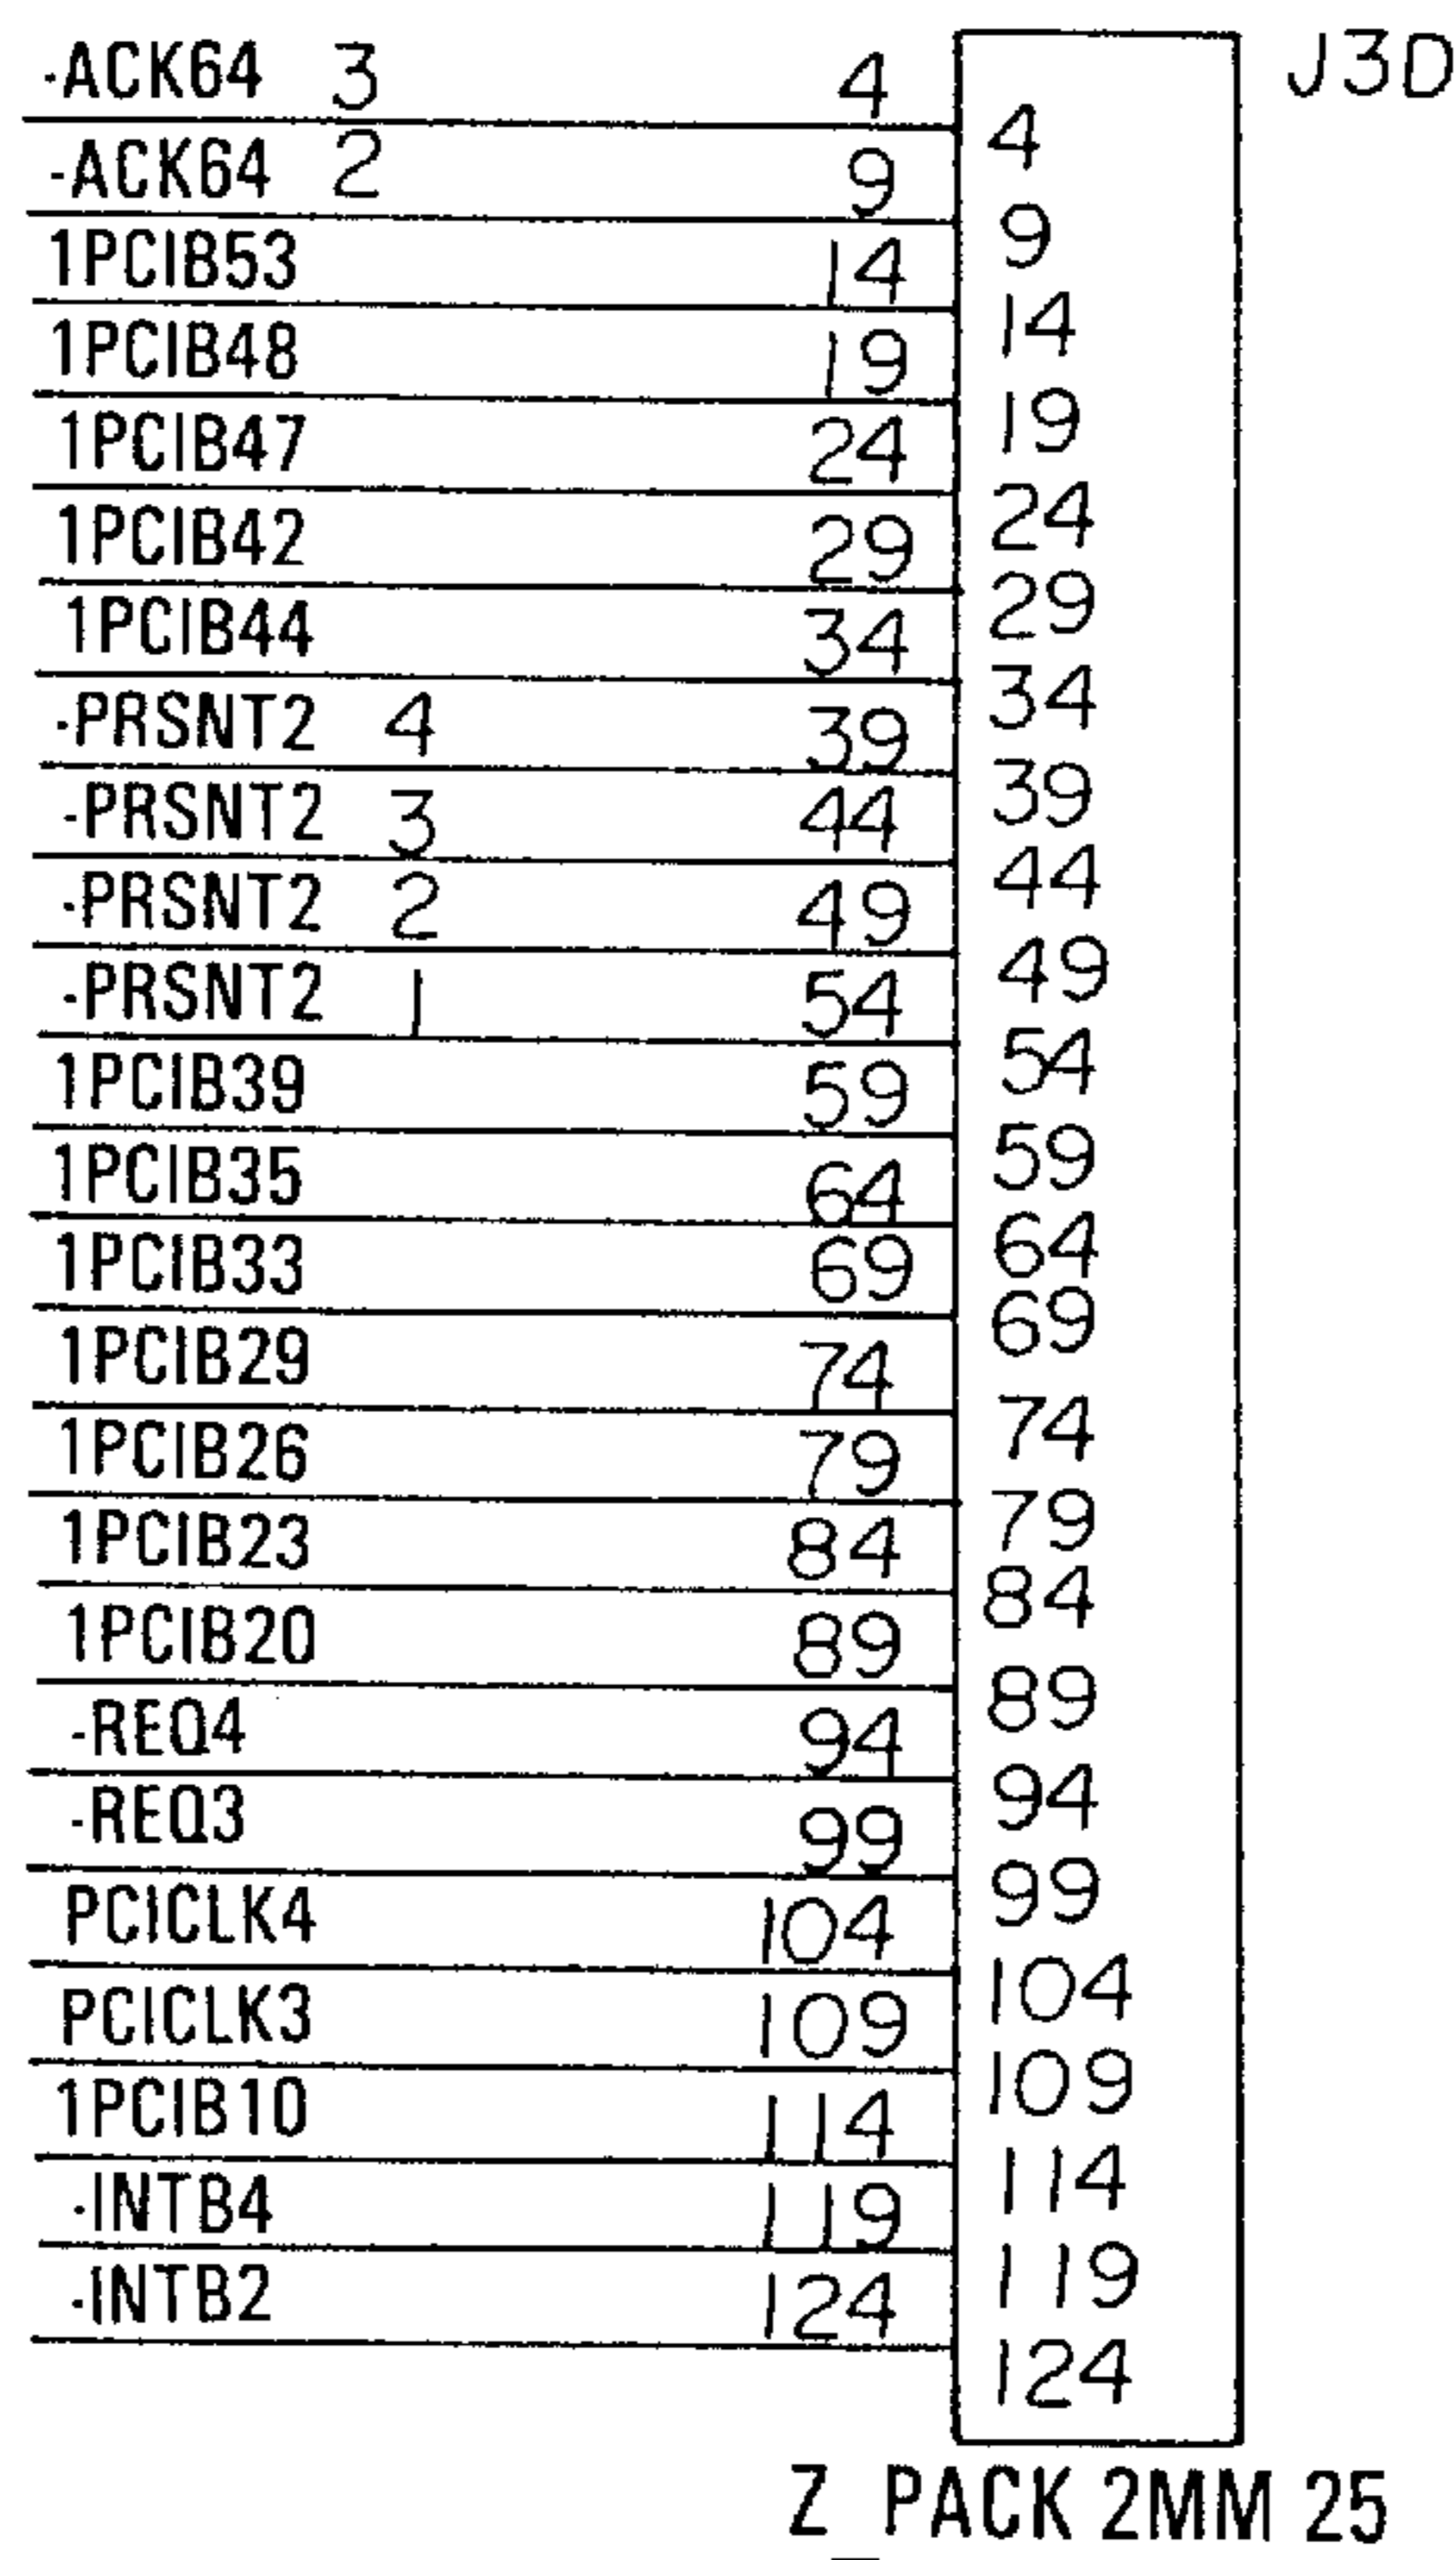 J3D
-ACK64 3 4 4
-ACK64 2 9 9
1PCIB53 14 14
1PCIB48 19 19
1PCIB47 24 24
1PCIB42 29 29
1PCIB44 34 34
-PRSNT2 4 39 39
-PRSNT2 3 44 44
-PRSNT2 2 49 49
-PRSNT2 1 54 54
1PCIB39 59 59
1PCIB35 64 64
1PCIB33 69 69
1PCIB29 74 74
1PCIB26 79 79
1PCIB23 84 84
1PCIB20 89 89
-REQ4 94 94
-REQ3 99 99
PCICLK4 104 104
PCICLK3 109 109
1PCIB10 114 114
-INTB4 119 119
-INTB2 124 124
Z_PACK 2MM 25